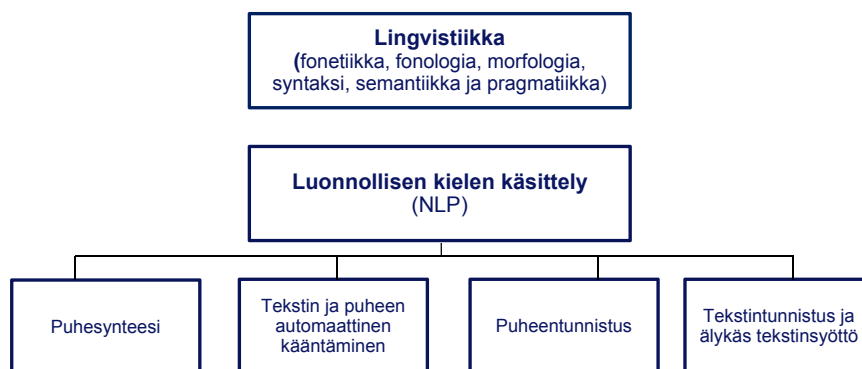 Lingvistiikka
(fonetiikka, fonologia, morfologia,
syntaksi, semantiikka ja pragmatiikka)
Luonnollisen kielen käsittely
(NLP)
Puhesynteesi
Tekstin ja puheen
automaattinen
kääntäminen
Puheentunnistus
Tekstintunnistus ja
älykäs tekstinsyöttö